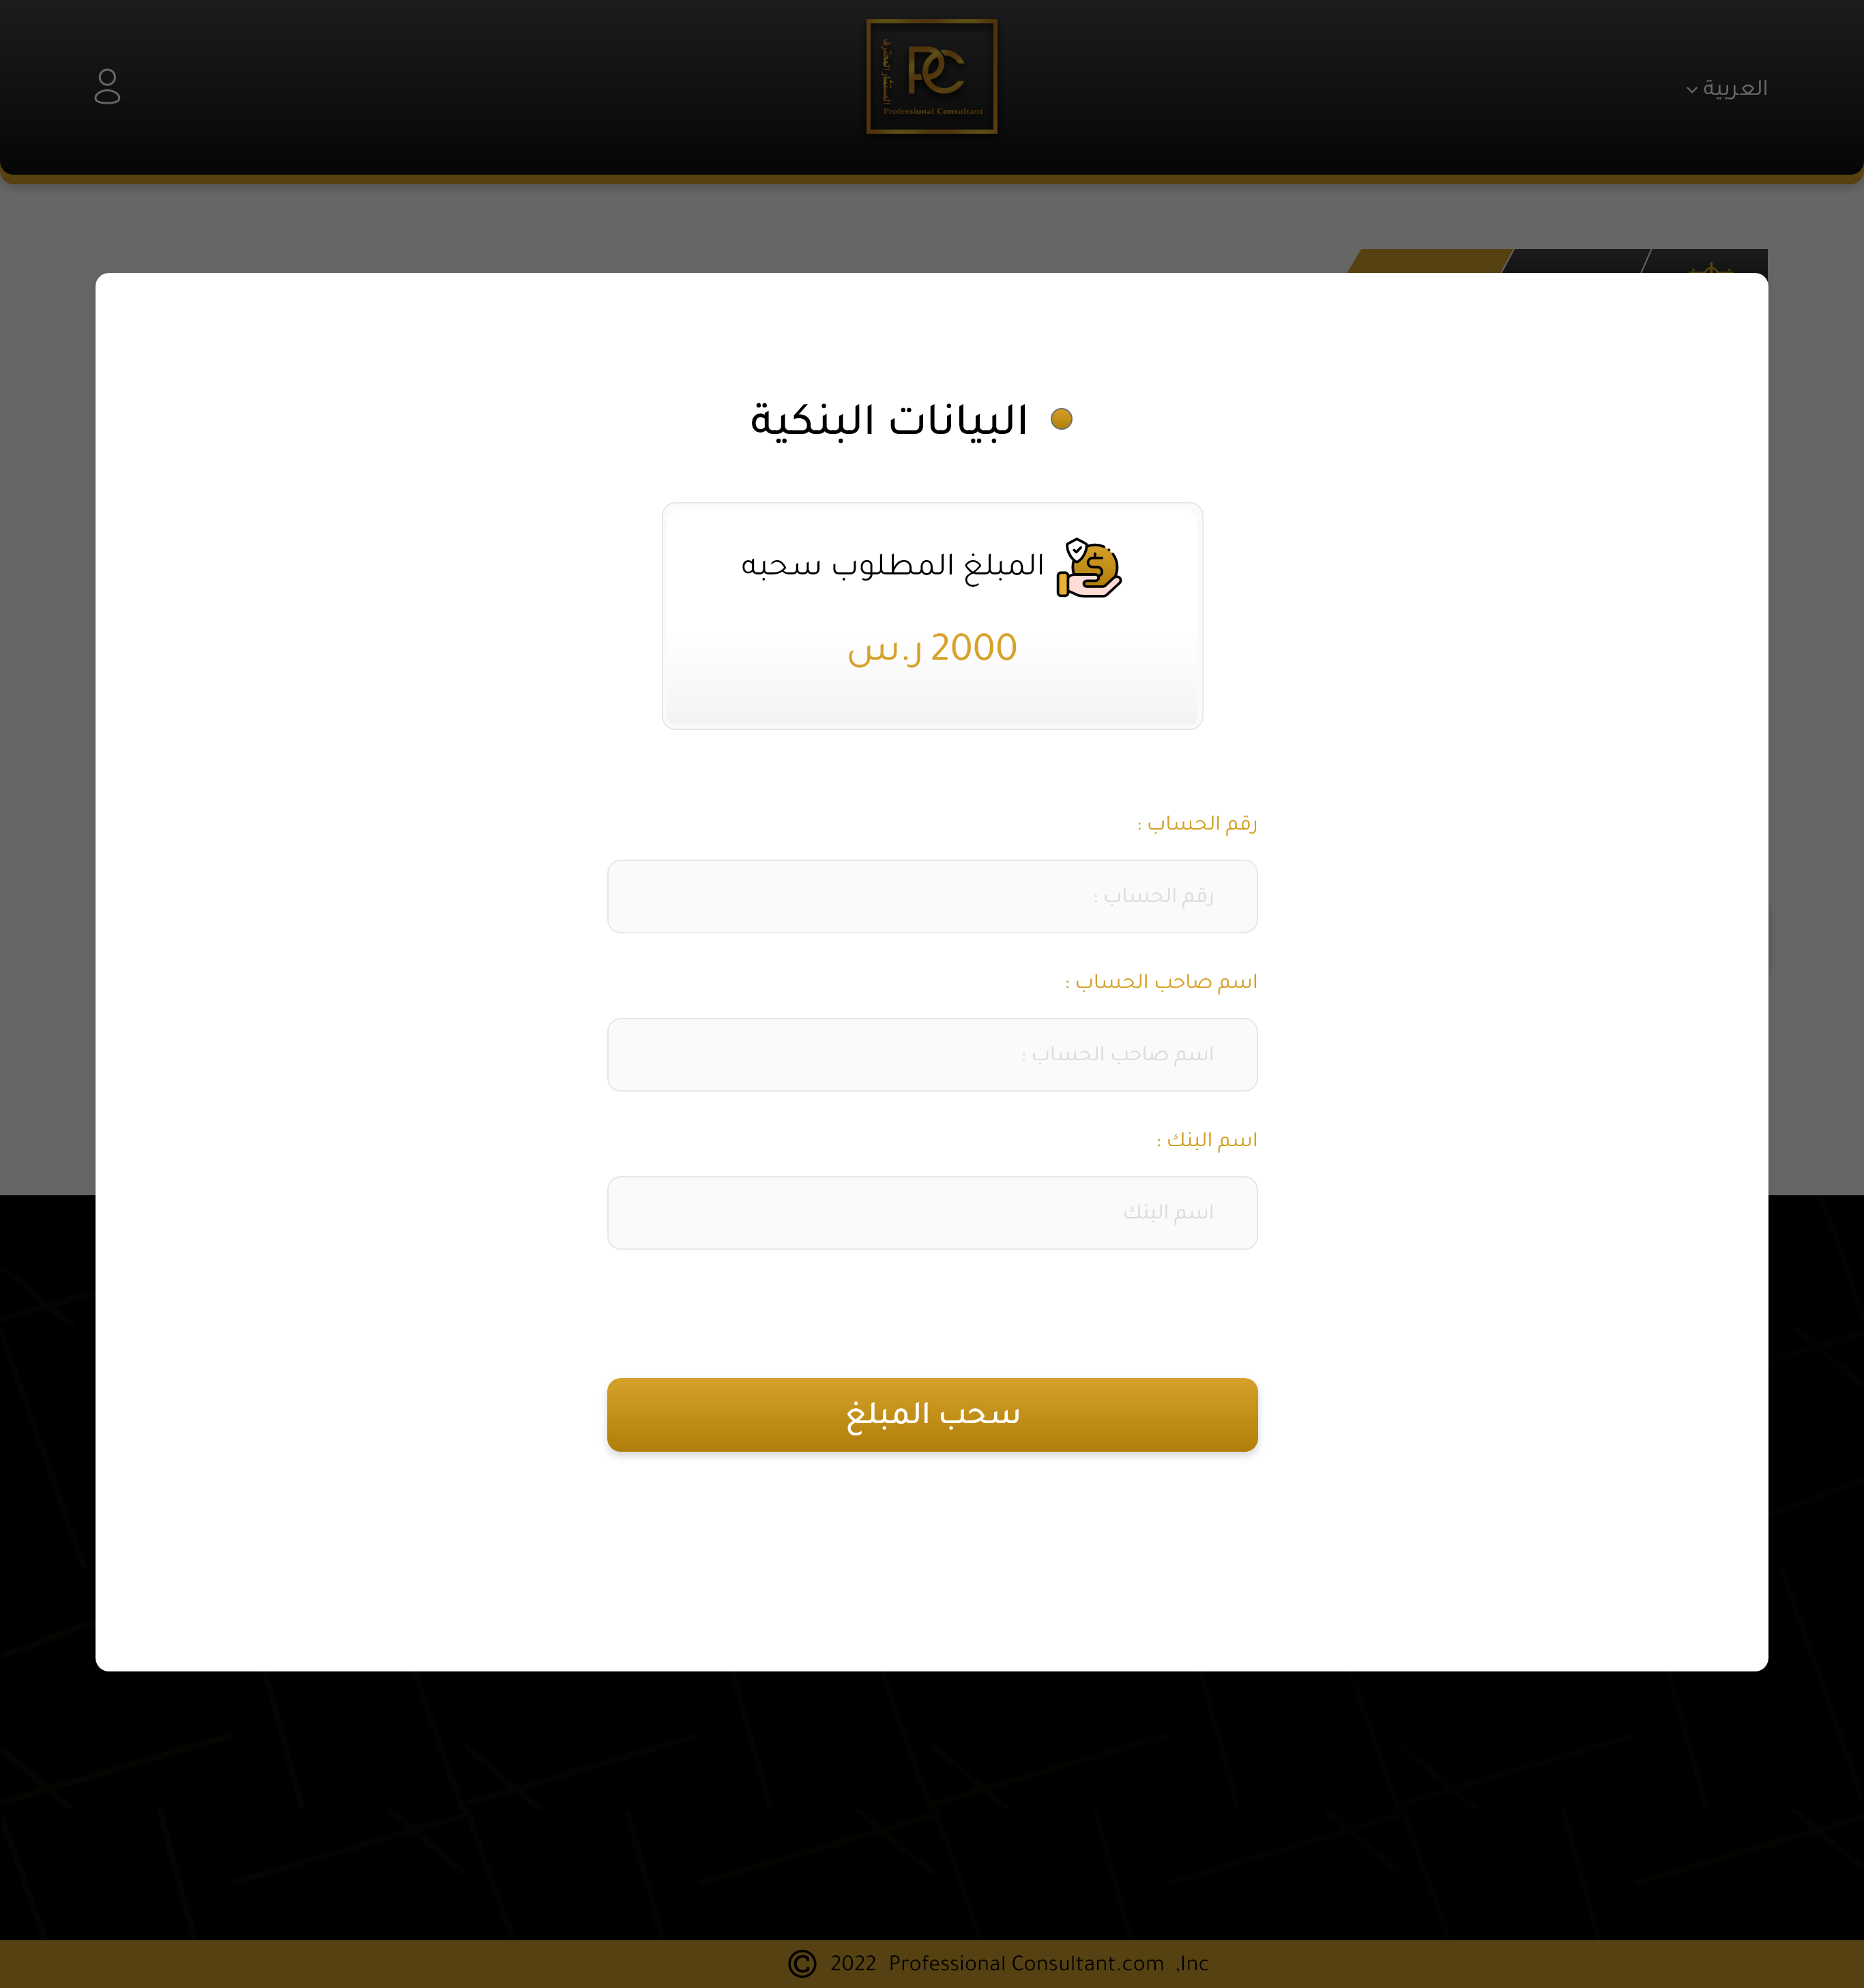 العربية
المستشار المحترف
PC
Professional Consultant
البيانات البنكية
المبلغ المطلوب سحبه
2000 ر.س
رقم الحساب :
رقم الحساب :
اسم صاحب الحساب :
اسم صاحب الحساب :
اسم البنك :
اسم البنك
سحب المبلغ
© 2022 Professional Consultant.com ,Inc